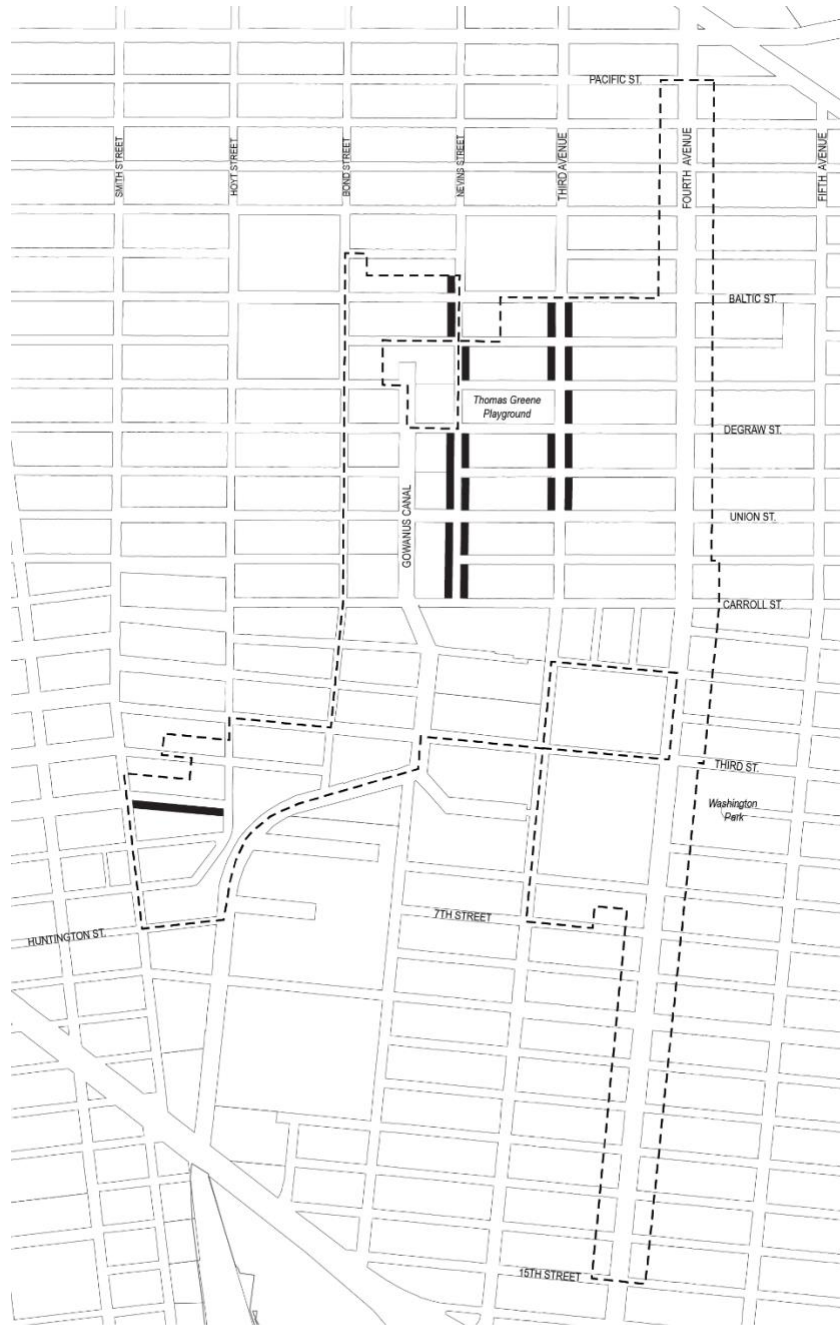 PACIFIC ST.
SMITH STREET
HOYT STREET
BOND STREET
NEVINS STREET
THIRD AVENUE
FOURTH AVENUE
FIFTH AVENUE
BALTIC ST.
Thomas Greene
Playground
DEGRAW ST.
GOWANUS CANAL
UNION ST.
CARROLL ST.
THIRD ST.
Washington
Park
7TH STREET
HUNTINGTON ST.
15TH STREET